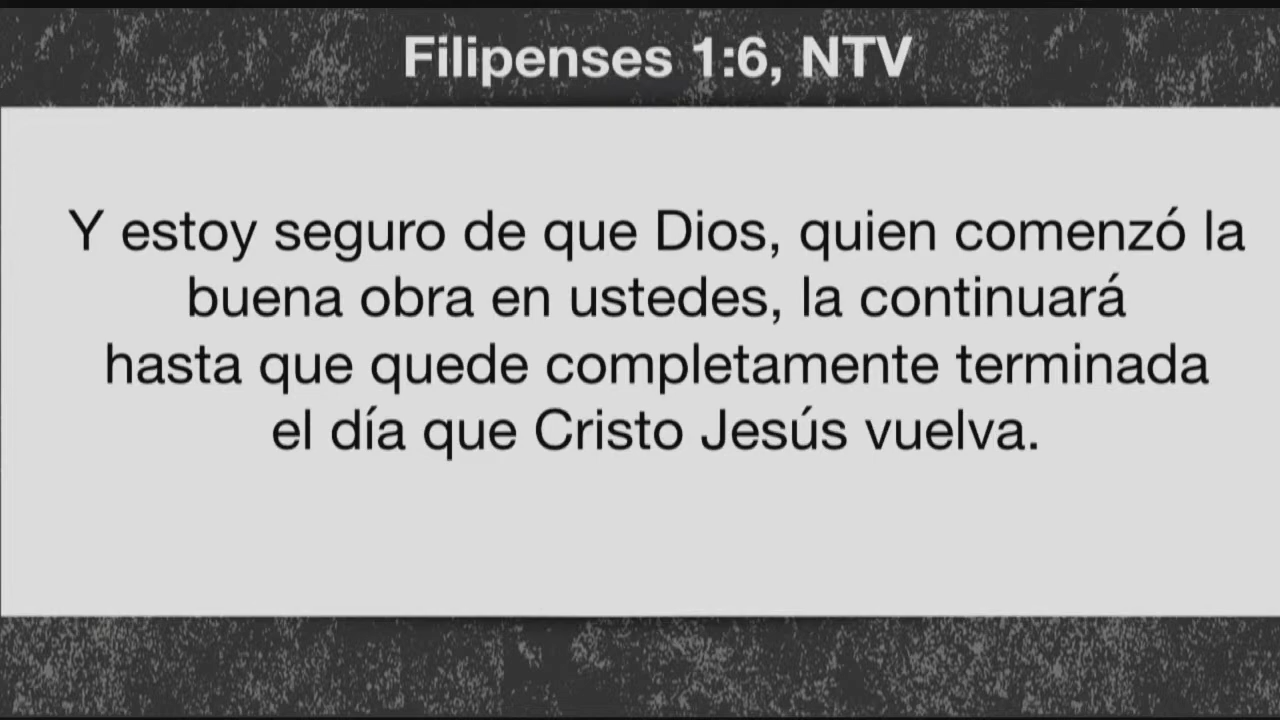 Filipenses 1:6, NTV
Y estoy seguro de que Dios, quien comenzó la
buena obra en ustedes, la continuará
hasta que quede completamente terminada
el día que Cristo Jesús vuelva.